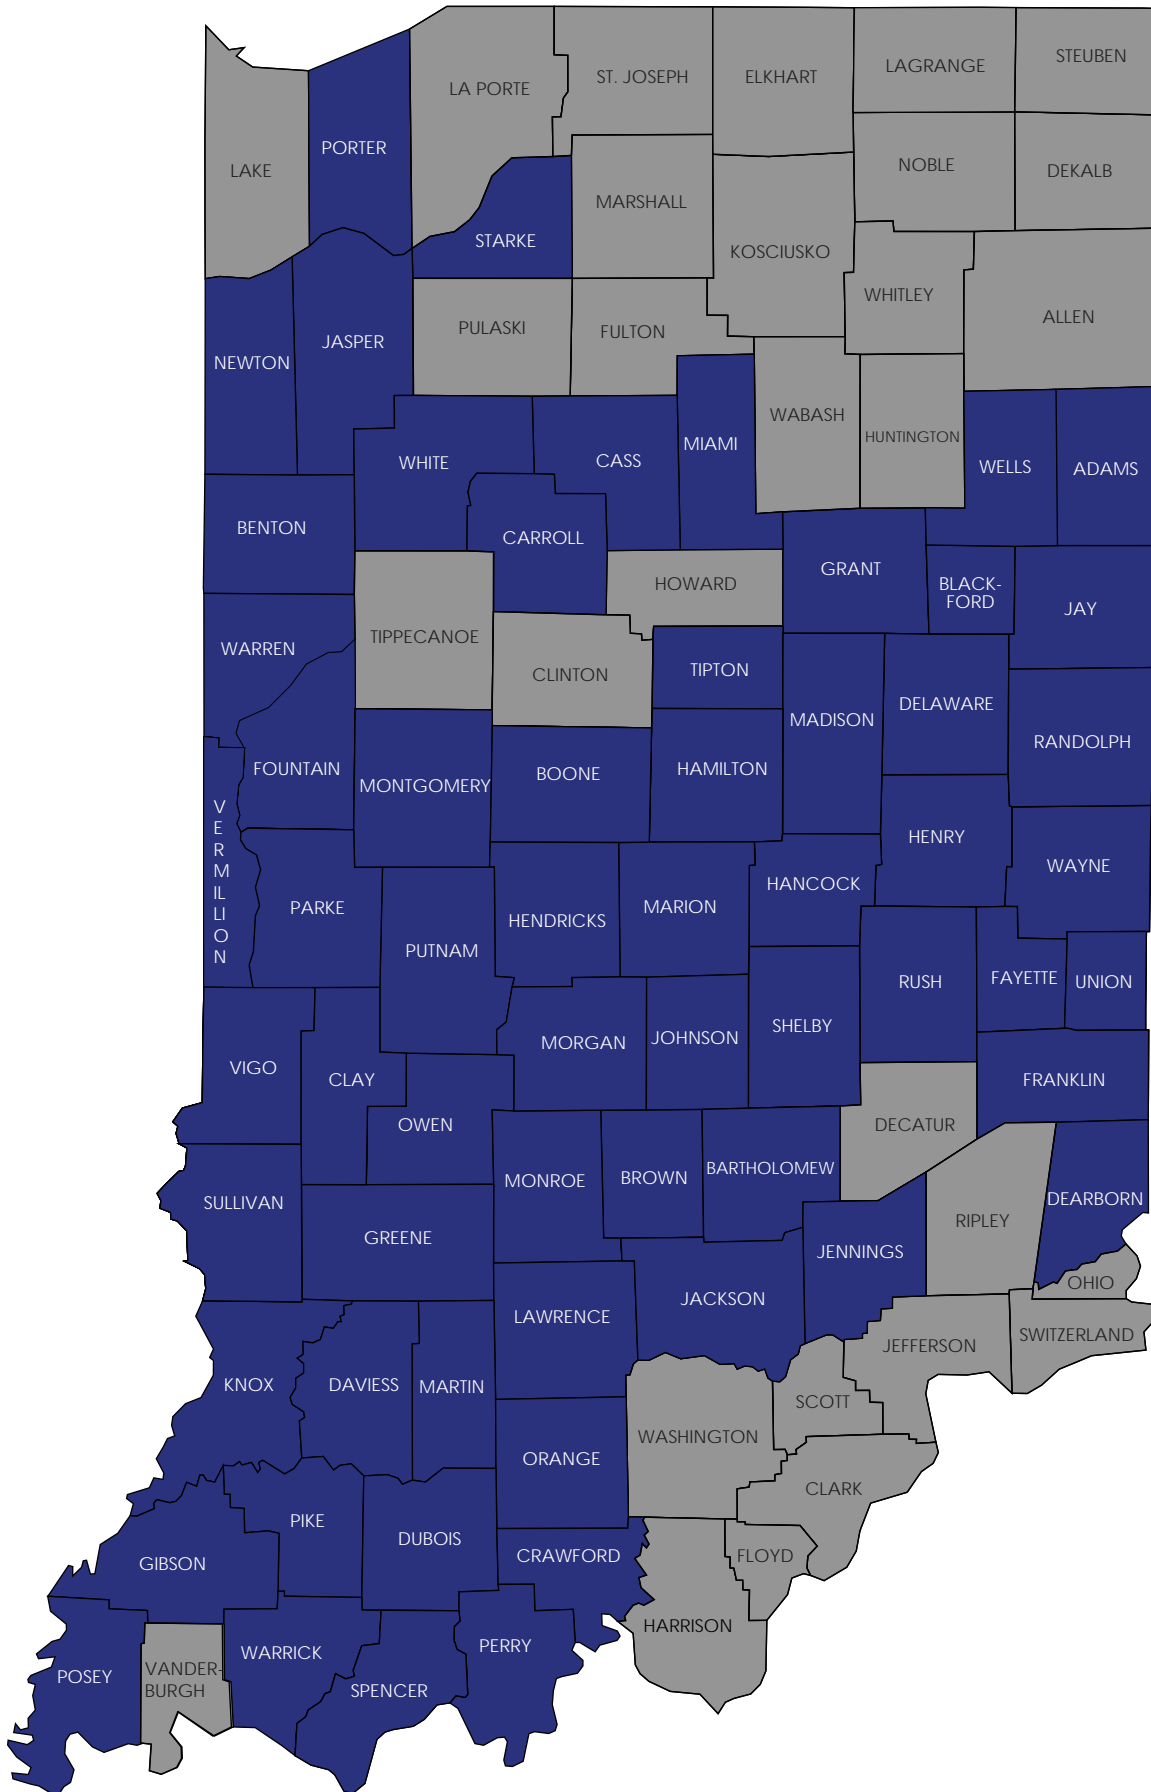 STEUBEN
LAGRANGE
ST. JOSEPH
ELKHART
LA PORTE
PORTER
NOBLE
LAKE
DEKALB
MARSHALL
STARKE
KOSCIUSKO
WHITLEY
ALLEN
PULASKI
FULTON
JASPER
NEWTON
WABASH
HUNTINGTON
MIAMI
WHITE
CASS
WELLS
ADAMS
BENTON
CARROLL
GRANT
HOWARD
BLACK-
FORD
JAY
TIPPECANOE
WARREN
CLINTON
TIPTON
DELAWARE
MADISON
RANDOLPH
FOUNTAIN
BOONE
HAMILTON
MONTGOMERY
VERMILLION
HENRY
WAYNE
HANCOCK
PARKE
MARION
HENDRICKS
PUTNAM
RUSH
FAYETTE
UNION
SHELBY
JOHNSON
MORGAN
VIGO
CLAY
FRANKLIN
OWEN
DECATUR
BARTHOLOMEW
BROWN
MONROE
SULLIVAN
DEARBORN
RIPLEY
GREENE
JENNINGS
OHIO
JACKSON
LAWRENCE
SWITZERLAND
JEFFERSON
KNOX
DAVIESS
MARTIN
SCOTT
WASHINGTON
ORANGE
CLARK
PIKE
DUBOIS
CRAWFORD
FLOYD
GIBSON
HARRISON
PERRY
WARRICK
VANDER-
BURGH
POSEY
SPENCER